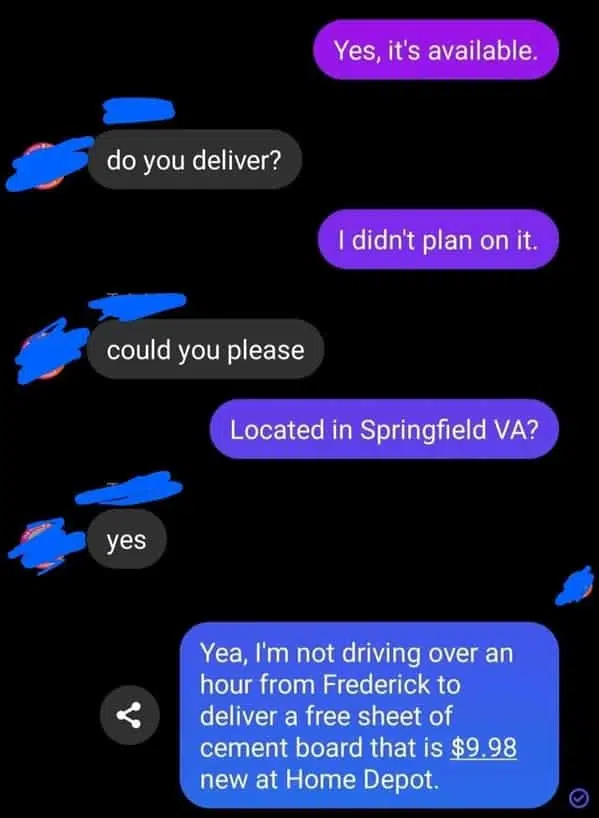 Yes, it's available.
do you deliver?
I didn't plan on it.
could you please
Located in Springfield VA?
yes
Yea, I'm not driving over an
hour from Frederick to
deliver a free sheet of
cement board that is $9.98
new at Home Depot.